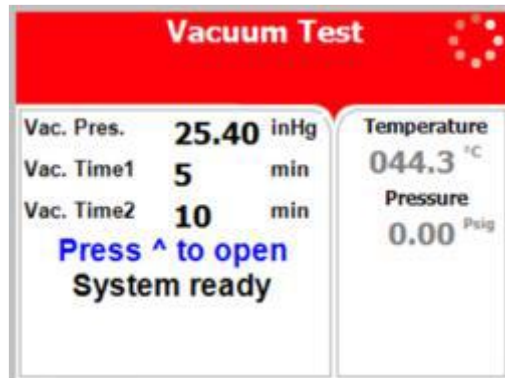 Vacuum Test
Vac. Pres. 25.40 inHg
Vac. Time1 5 min
Vac. Time2 10 min
Press ^ to open
System ready
Temperature
044.3 °C
Pressure
0.00 Psig